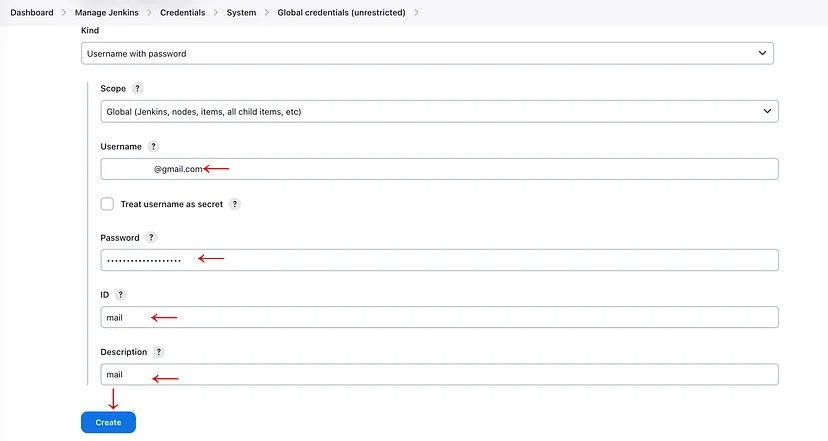 Dashboard > Manage Jenkins > Credentials > System > Global credentials (unrestricted) >
Kind
Username with password
Scope ?
Global (Jenkins, nodes, items, all child items, etc)
Username ?
@gmail.com
Treat username as secret ?
Password ?
•••••••••••••••••••
ID ?
mail
Description ?
mail
Create